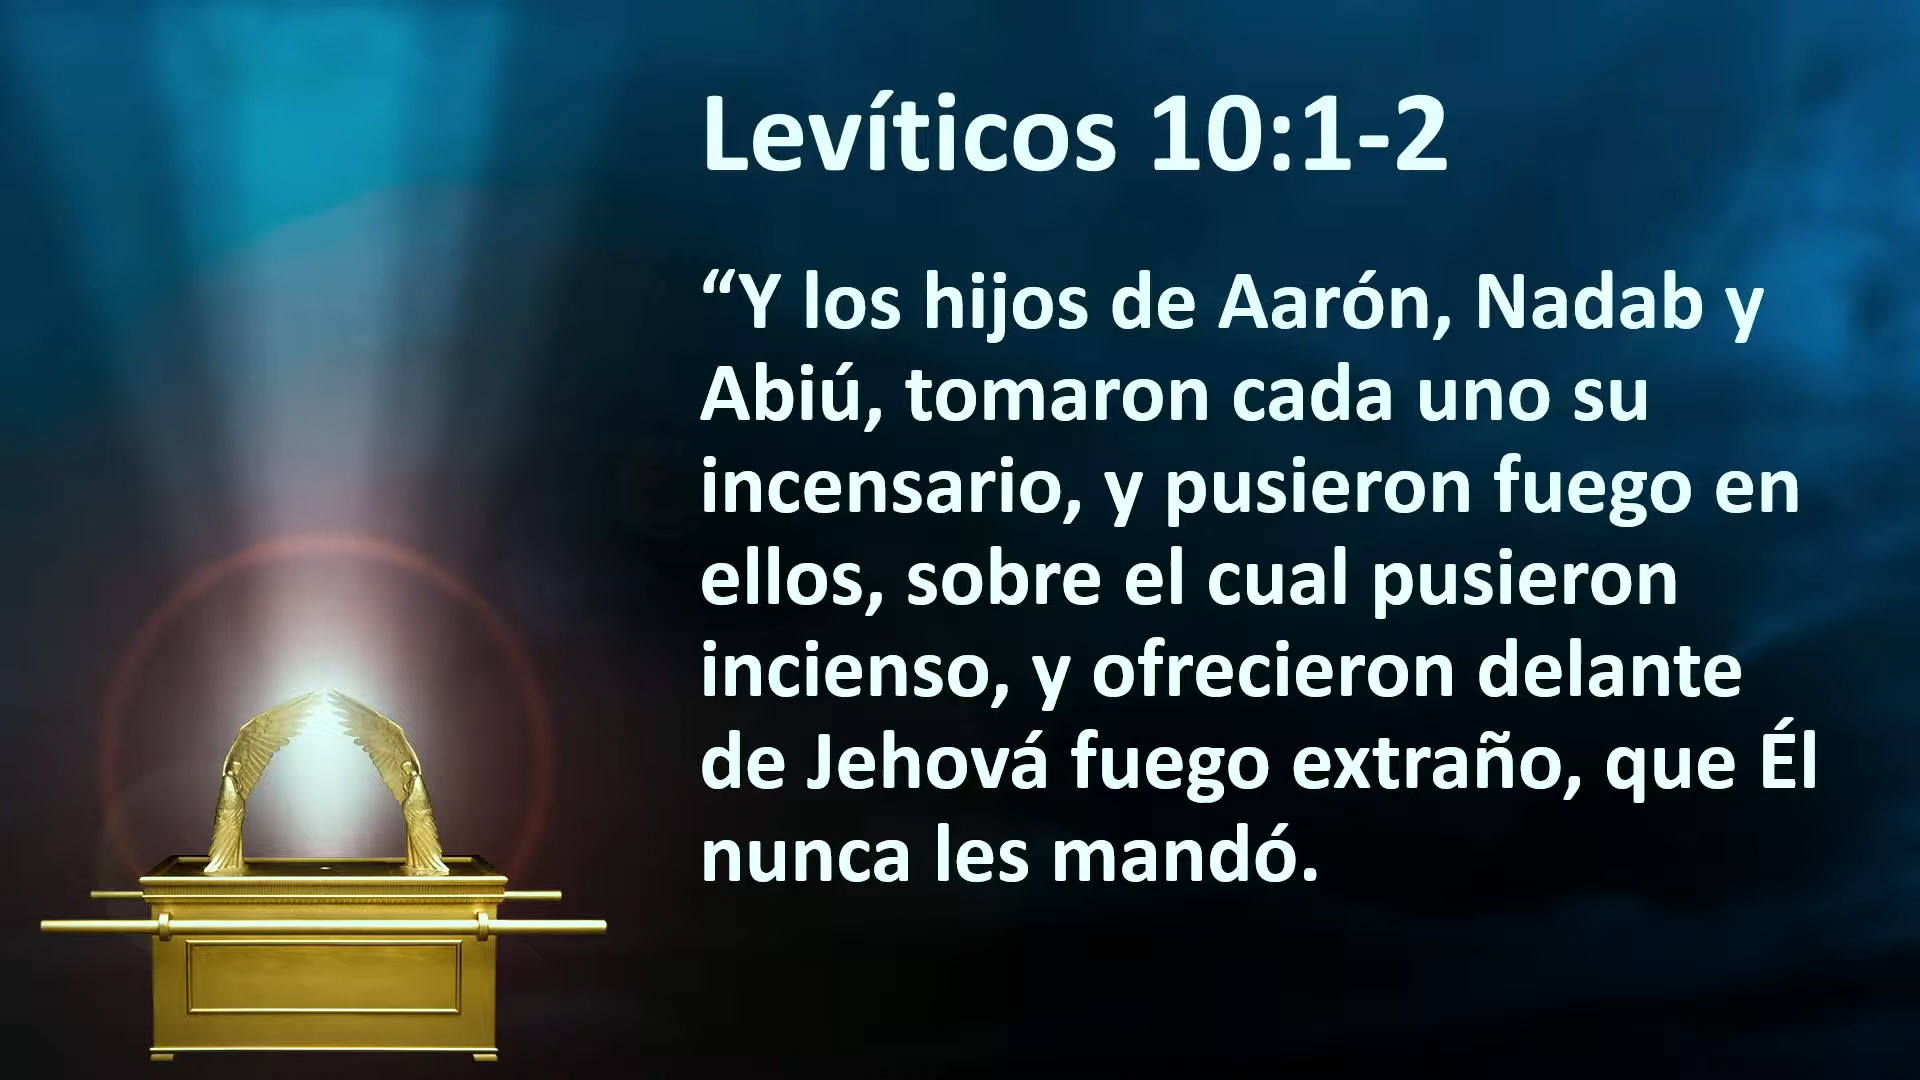 Levíticos 10:1-2
“Y los hijos de Aarón, Nadab y
Abiú, tomaron cada uno su
incensario, y pusieron fuego en
ellos, sobre el cual pusieron
incienso, y ofrecieron delante
de Jehová fuego extraño, que Él
nunca les mandó.